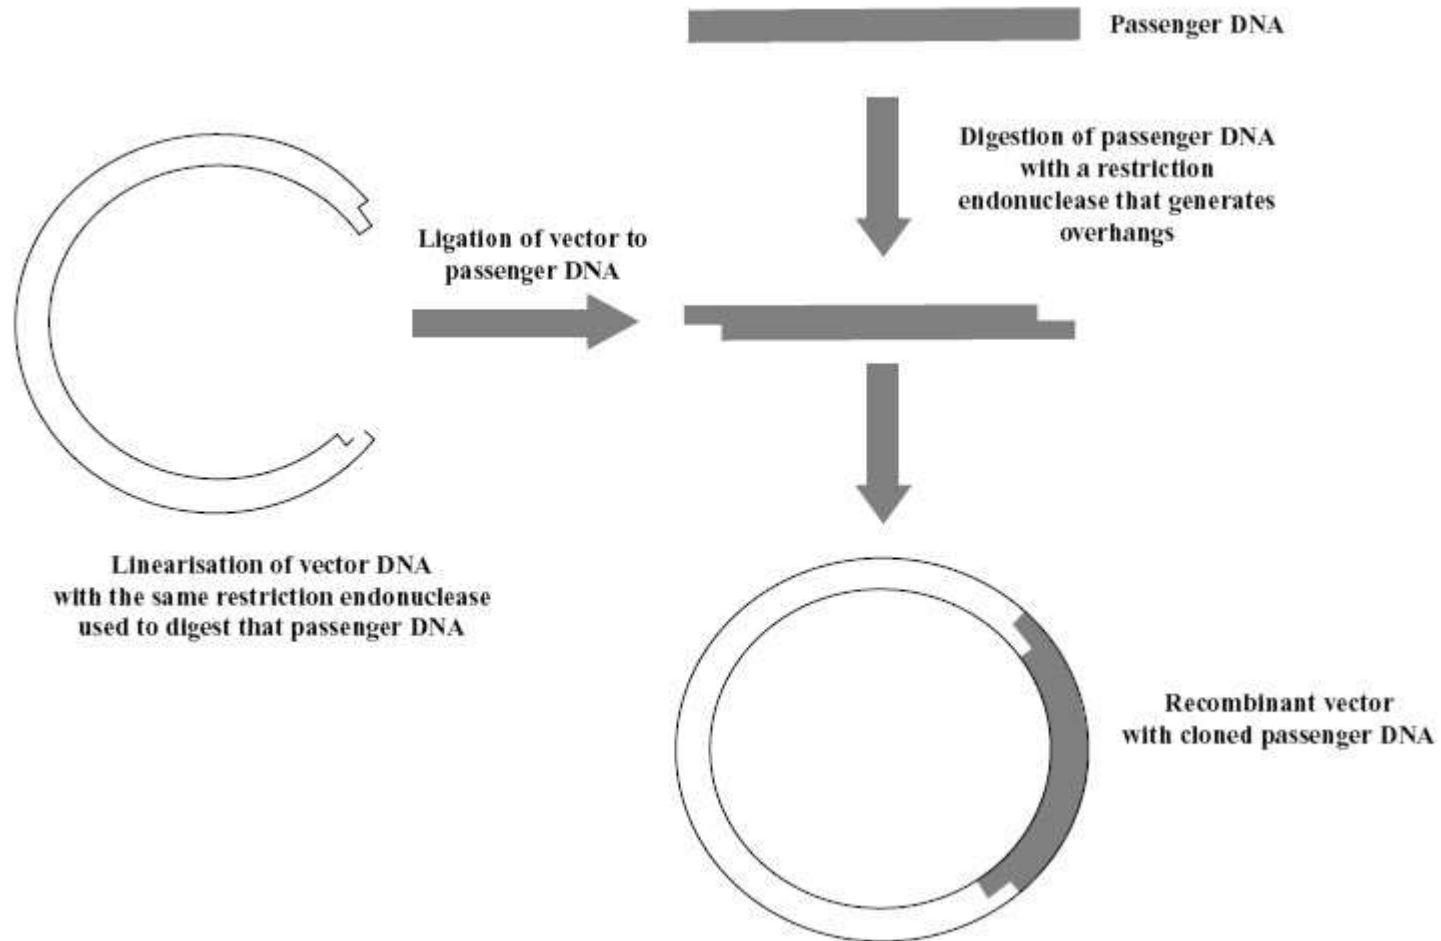 Passenger DNA
Digestion of passenger DNA
with a restriction
endonuclease that generates
overhangs
Ligation of vector to
passenger DNA
Linearisation of vector DNA
with the same restriction endonuclease
used to digest that passenger DNA
Recombinant vector
with cloned passenger DNA